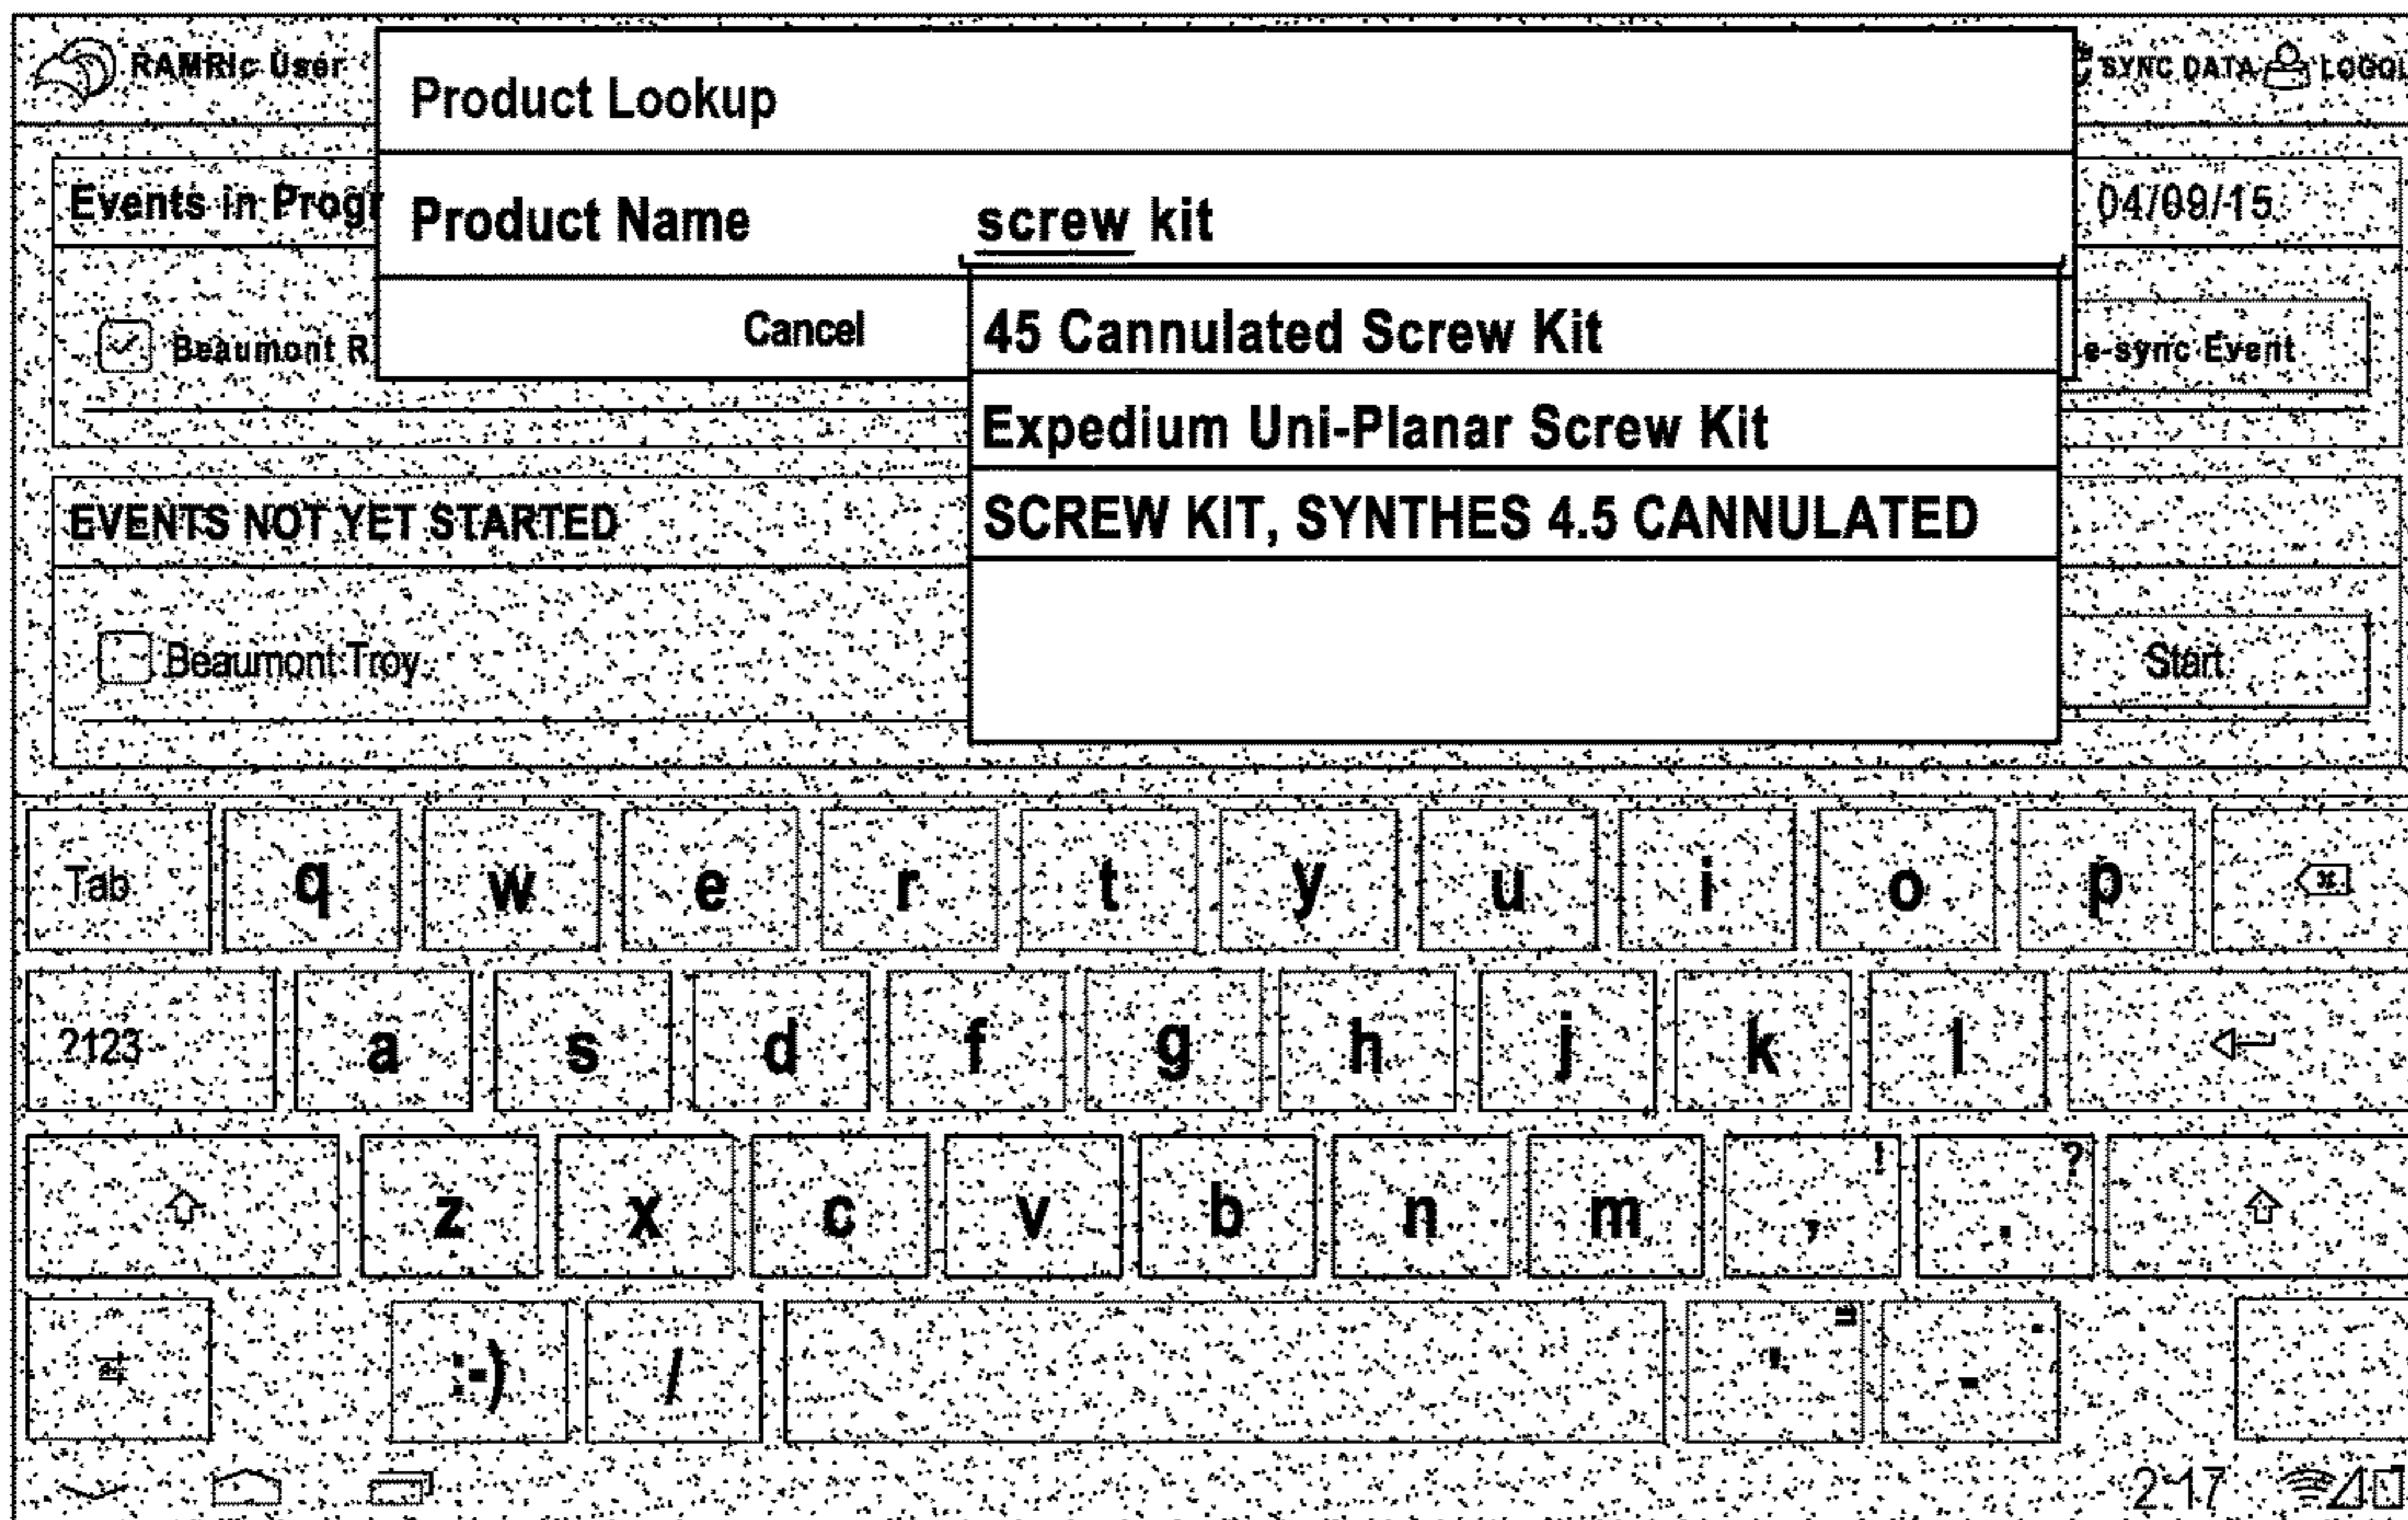 RAMRIc User
SYNC DATA
Product Lookup
Events in Progr
04/09/15
Product Name
screw kit
Beaumont R
Cancel
e-sync Event
45 Cannulated Screw Kit
Expedium Uni-Planar Screw Kit
EVENTS NOT YET STARTED
SCREW KIT, SYNTHES 4.5 CANNULATED
Beaumont Troy
Start
Tab q w e r t y u i o p
?123 a s d f g h j k l
z x c v b n m , ! . ?
:-) / ' " -
2:17